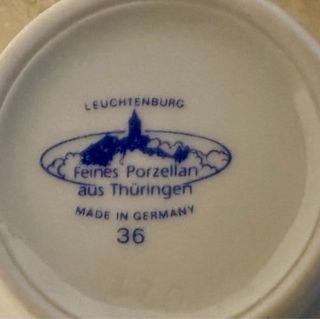 LEUCHTENBURG
Feines Porzellan
aus Thüringen
MADE IN GERMANY
36